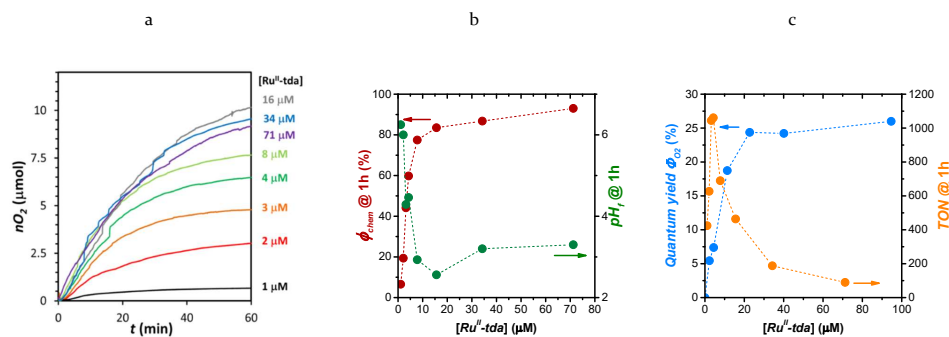 a
b
c
[Ru^II-tda]
16 μM
34 μM
71 μM
8 μM
4 μM
3 μM
2 μM
1 μM
nO₂ (μmol)
10
7.5
5
2.5
0
0
20
40
60
t (min)
ϕchem @ 1h (%)
100
80
60
40
20
0
0
10
20
30
40
50
60
70
80
[Ru^II-tda] (μM)
6
4
2
pHf @ 1h
Quantum yield ΦO2 (%)
30
25
20
15
10
5
0
0
20
40
60
80
100
[Ru^II-tda] (μM)
1200
1000
800
600
400
200
0
TON @ 1h